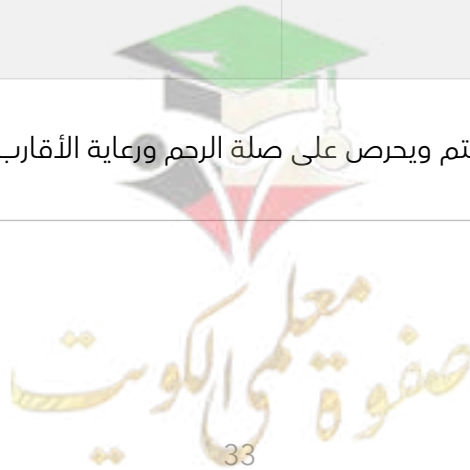 تم ويحرص على صلة الرحم ورعاية الأقارب
صفوة معلمي الكويت
33